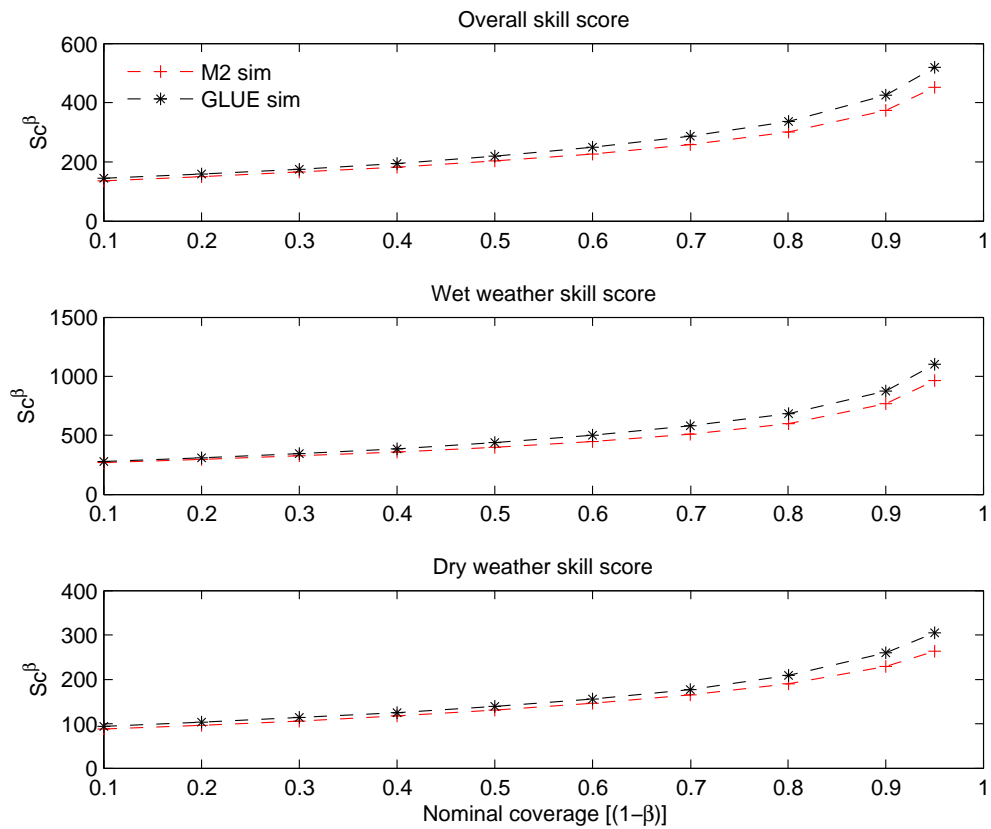 Overall skill score
600
400
200
0
Sc^β
M2 sim
GLUE sim
0.1 0.2 0.3 0.4 0.5 0.6 0.7 0.8 0.9 1
Wet weather skill score
1500
1000
500
0
Sc^β
0.1 0.2 0.3 0.4 0.5 0.6 0.7 0.8 0.9 1
Dry weather skill score
400
300
200
100
0
Sc^β
0.1 0.2 0.3 0.4 0.5 0.6 0.7 0.8 0.9 1
Nominal coverage [(1−β)]